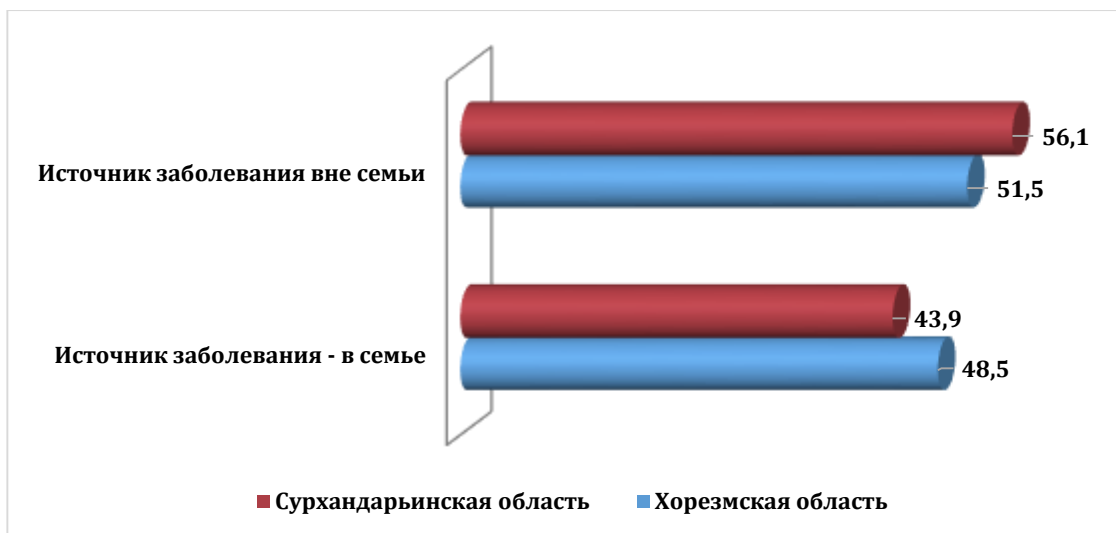 56,1
Источник заболевания вне семьи
51,5
43,9
Источник заболевания - в семье
48,5
Сурхандарьинская область Хорезмская область